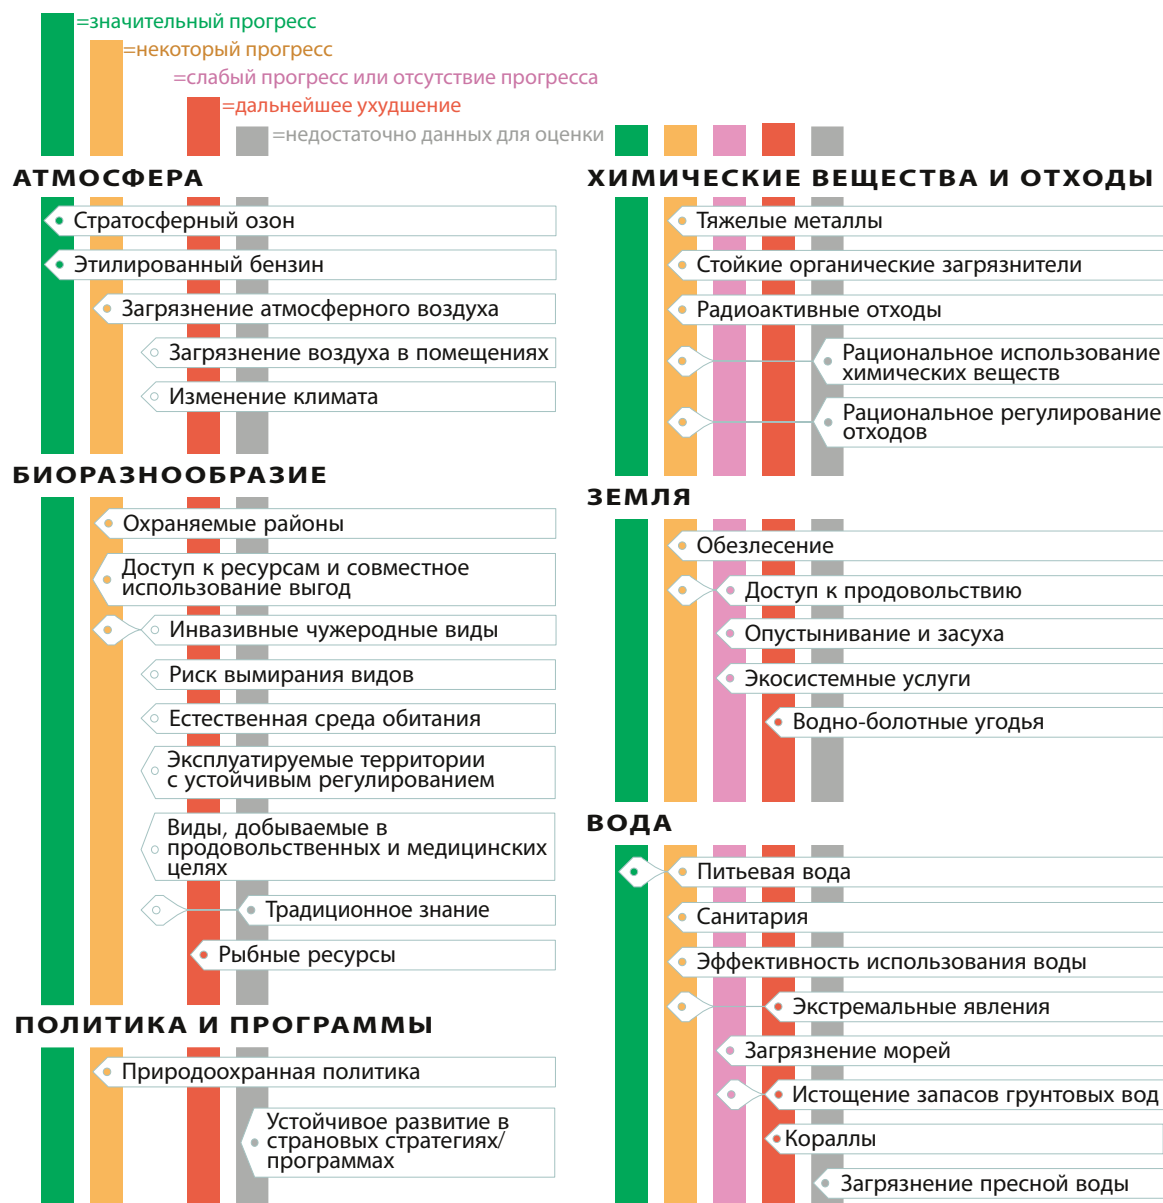 =значительный прогресс
=некоторый прогресс
=слабый прогресс или отсутствие прогресса
=дальнейшее ухудшение
=недостаточно данных для оценки
АТМОСФЕРА
Стратосферный озон
Этилированный бензин
Загрязнение атмосферного воздуха
Загрязнение воздуха в помещениях
Изменение климата
БИОРАЗНООБРАЗИЕ
Охраняемые районы
Доступ к ресурсам и совместное
использование выгод
Инвазивные чужеродные виды
Риск вымирания видов
Естественная среда обитания
Эксплуатируемые территории
с устойчивым регулированием
Виды, добываемые в
продовольственных и медицинских
целях
Традиционное знание
Рыбные ресурсы
ПОЛИТИКА И ПРОГРАММЫ
Природоохранная политика
Устойчивое развитие в
страновых стратегиях/
программах
ХИМИЧЕСКИЕ ВЕЩЕСТВА И ОТХОДЫ
Тяжелые металлы
Стойкие органические загрязнители
Радиоактивные отходы
Рациональное использование
химических веществ
Рациональное регулирование
отходов
ЗЕМЛЯ
Обезлесение
Доступ к продовольствию
Опустынивание и засуха
Экосистемные услуги
Водно-болотные угодья
ВОДА
Питьевая вода
Санитария
Эффективность использования воды
Экстремальные явления
Загрязнение морей
Истощение запасов грунтовых вод
Кораллы
Загрязнение пресной воды